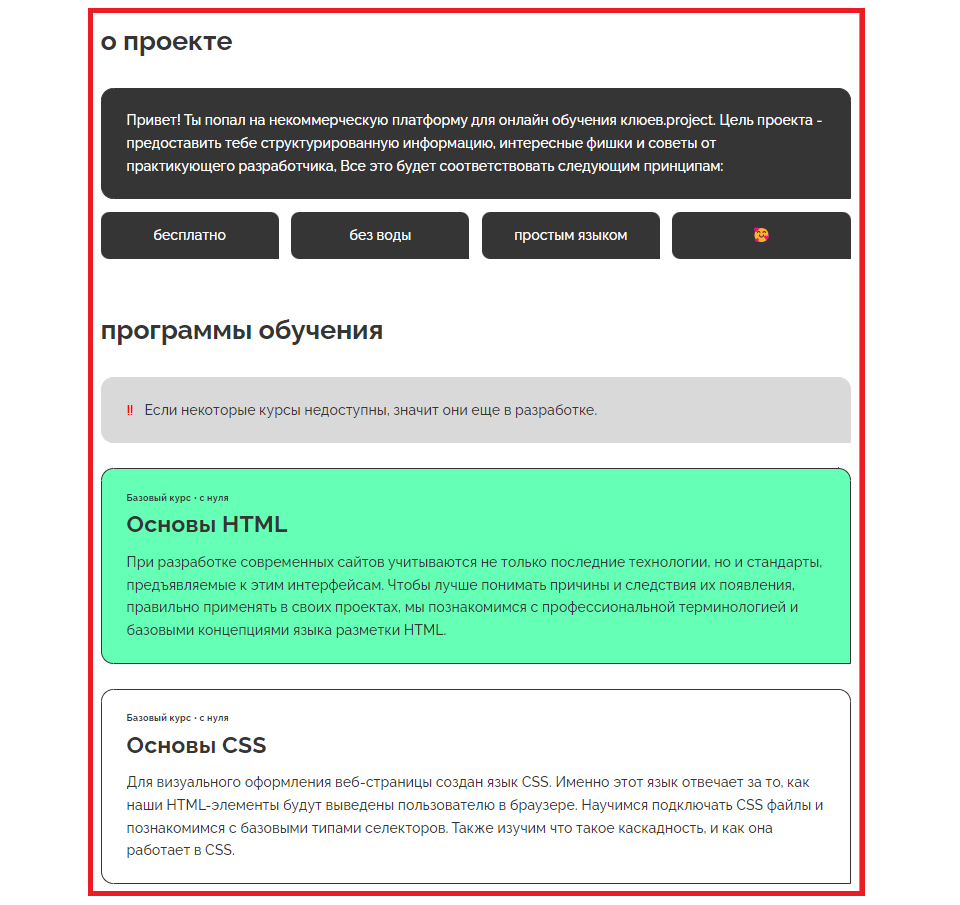 о проекте
Привет! Ты попал на некоммерческую платформу для онлайн обучения клюев.project. Цель проекта -
предоставить тебе структурированную информацию, интересные фишки и советы от
практикующего разработчика, Все это будет соответствовать следующим принципам:
бесплатно
без воды
простым языком
🥰
программы обучения
‼ Если некоторые курсы недоступны, значит они еще в разработке.
Базовый курс • с нуля
Основы HTML
При разработке современных сайтов учитываются не только последние технологии, но и стандарты,
предъявляемые к этим интерфейсам. Чтобы лучше понимать причины и следствия их появления,
правильно применять в своих проектах, мы познакомимся с профессиональной терминологией и
базовыми концепциями языка разметки HTML.
Базовый курс • с нуля
Основы CSS
Для визуального оформления веб-страницы создан язык CSS. Именно этот язык отвечает за то, как
наши HTML-элементы будут выведены пользователю в браузере. Научимся подключать CSS файлы и
познакомимся с базовыми типами селекторов. Также изучим что такое каскадность, и как она
работает в CSS.